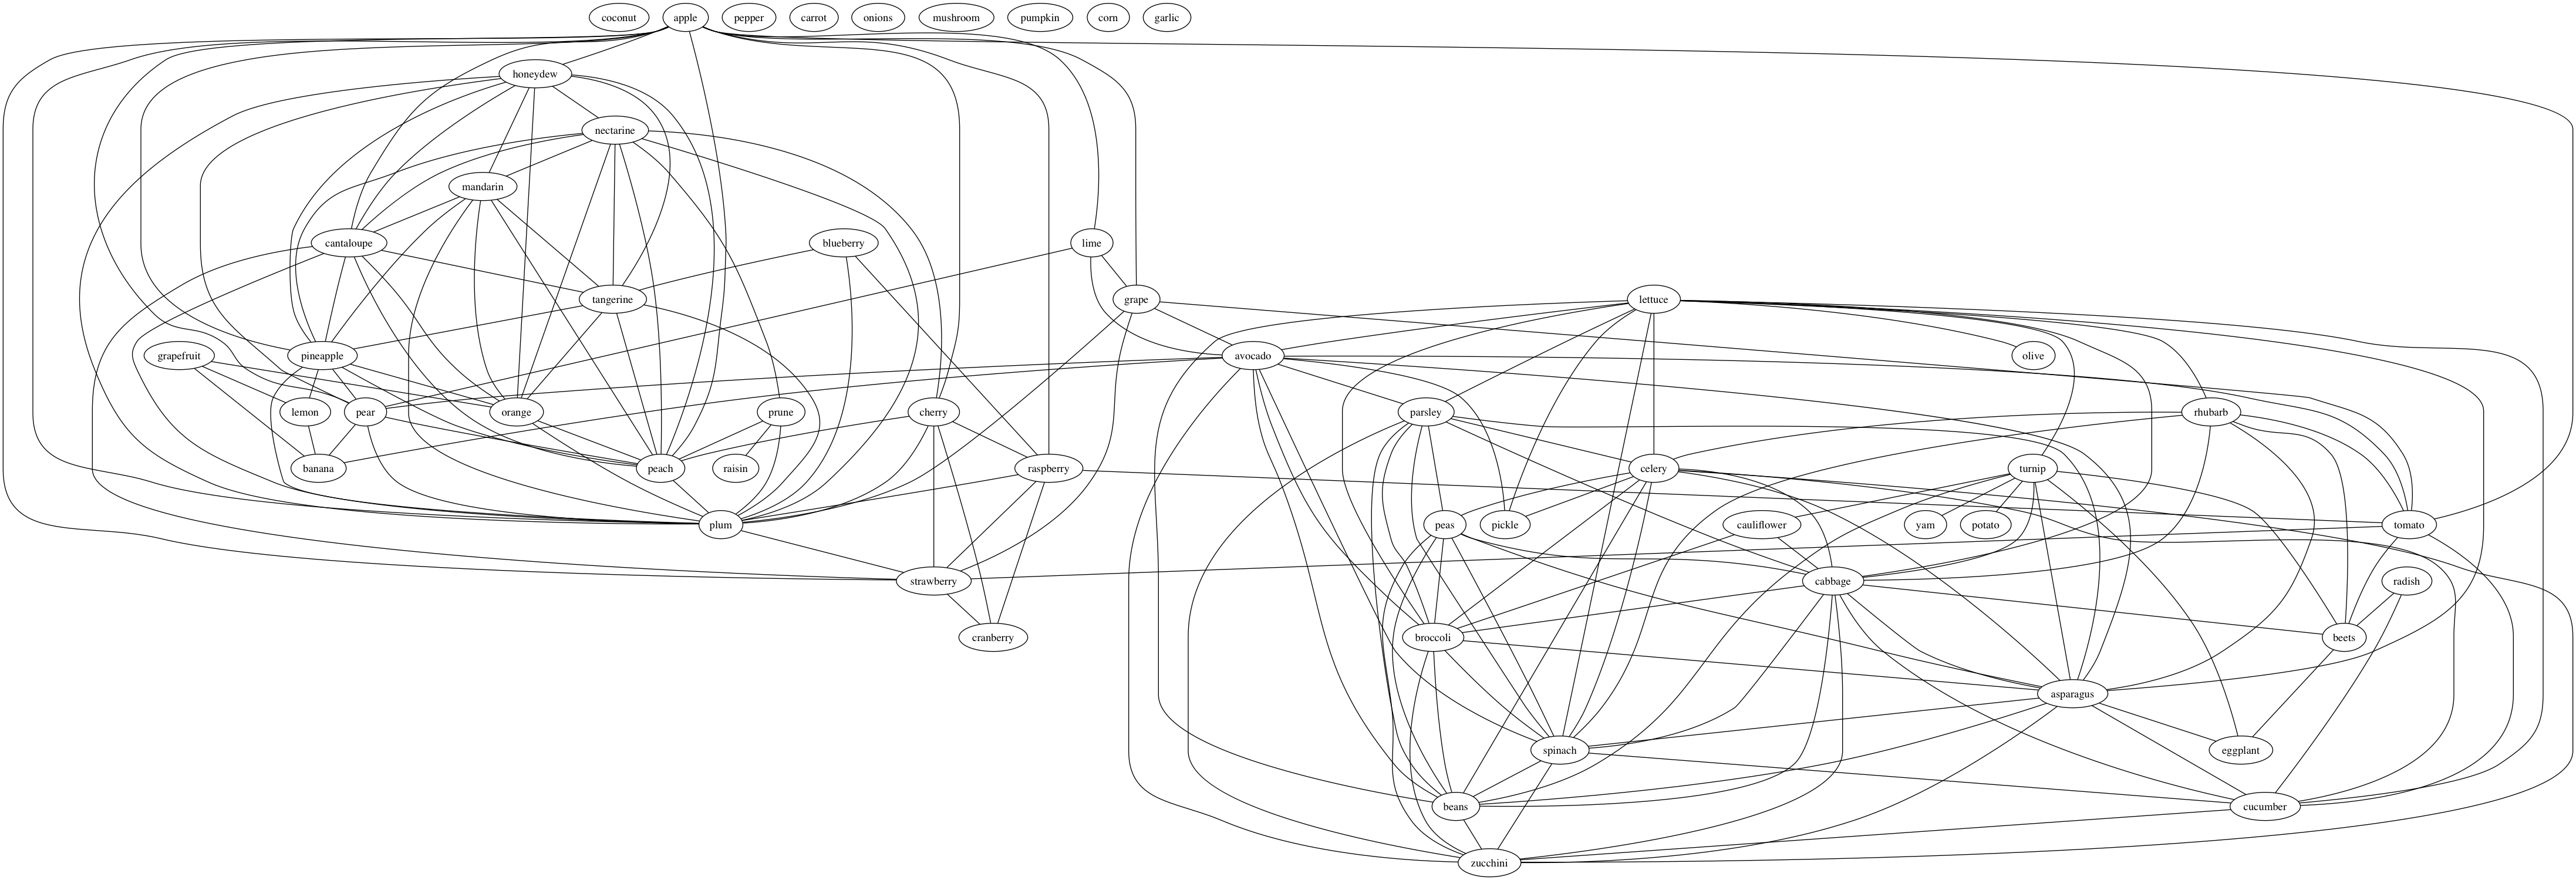 coconut apple pepper carrot onions mushroom pumpkin corn garlic
honeydew
nectarine
mandarin
cantaloupe blueberry lime
tangerine grape lettuce
grapefruit pineapple avocado olive
lemon pear orange prune cherry parsley rhubarb
banana raisin peach raspberry celery turnip
plum peas pickle cauliflower yam potato tomato
strawberry cabbage radish
cranberry broccoli beets
asparagus
spinach eggplant
beans cucumber
zucchini